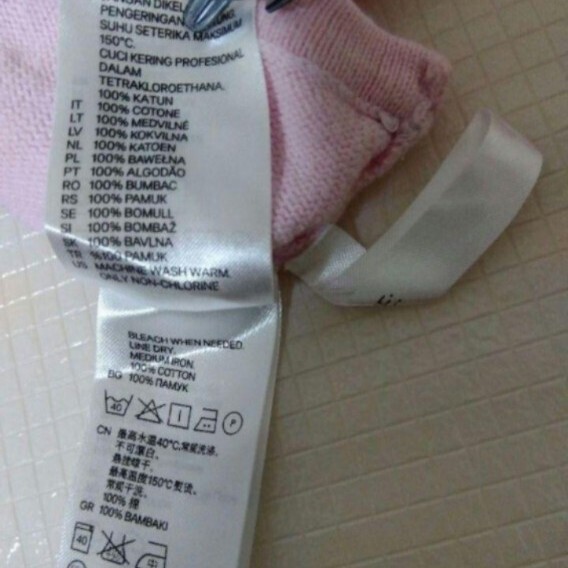 PENGERINGAN
SUHU SETERIKA MAKSIMUM
150°C.
CUCI KERING PROFESIONAL
DALAM
TETRAKLOROETHANA.
100% KATUN
IT 100% COTONE
LT 100% MEDVILNĖ
LV 100% KOKVILNA
NL 100% KATOEN
PL 100% BAWEŁNA
PT 100% ALGODÃO
RO 100% BUMBAC
RS 100% PAMUK
SE 100% BOMULL
SI 100% BOMBAŽ
SK 100% BAVLNA
TR %100 PAMUK
US MACHINE WASH WARM.
ONLY NON-CHLORINE
BLEACH WHEN NEEDED.
LINE DRY.
MEDIUM IRON.
100% COTTON
BG 100% ПАМУК
40 P
CN 最高水温40°C,常规洗涤。
不可漂白。
悬挂晾干。
最高温度150°C熨烫。
常规干洗。
100% 棉
GR 100% BAMBAKI
40